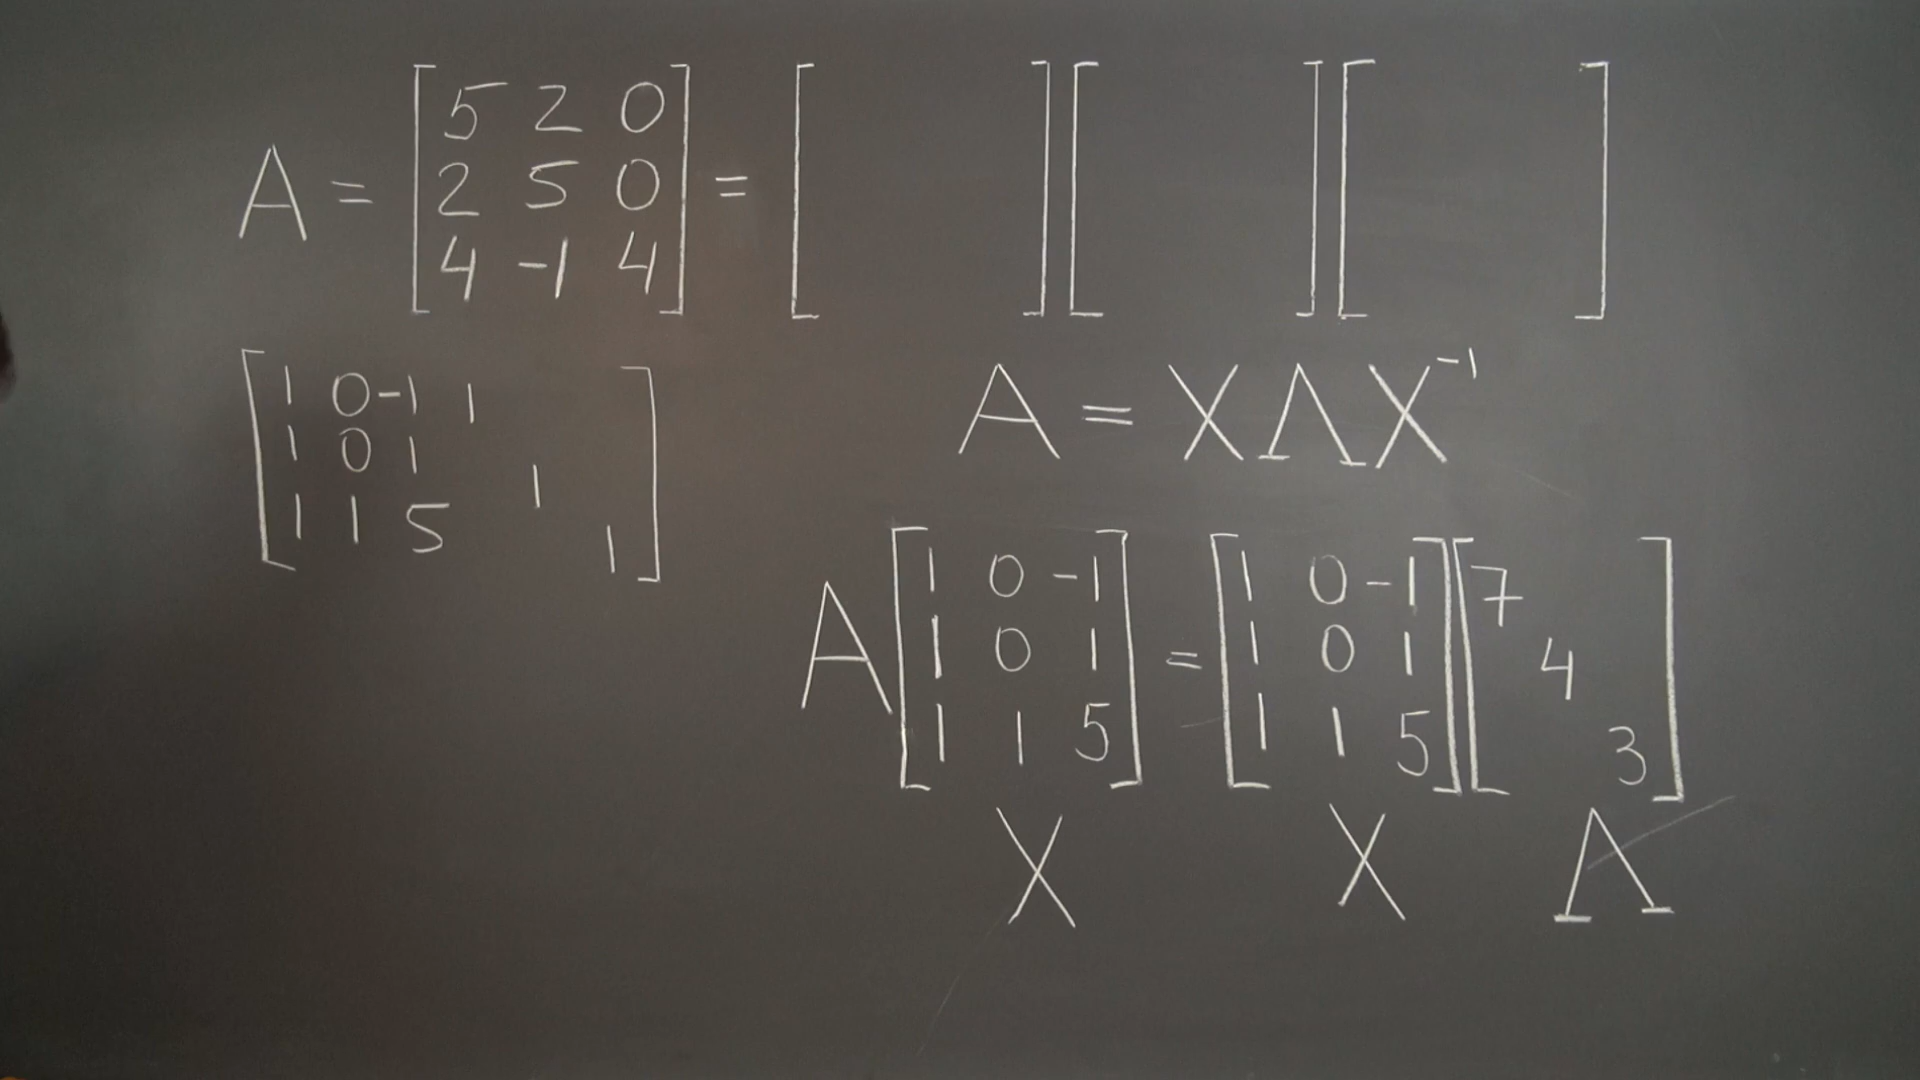 A = [5 2 0] = [ ][ ][ ]
[2 5 0]
[4 -1 4]
[1 0 -1 1 ]
[1 0 1 1 ]
[1 1 5 1]
A = XΛX⁻¹
A [1 0 -1] = [1 0 -1][7 ]
[1 0 1] [1 0 1][ 4 ]
[1 1 5] [1 1 5][ 3]
X X Λ